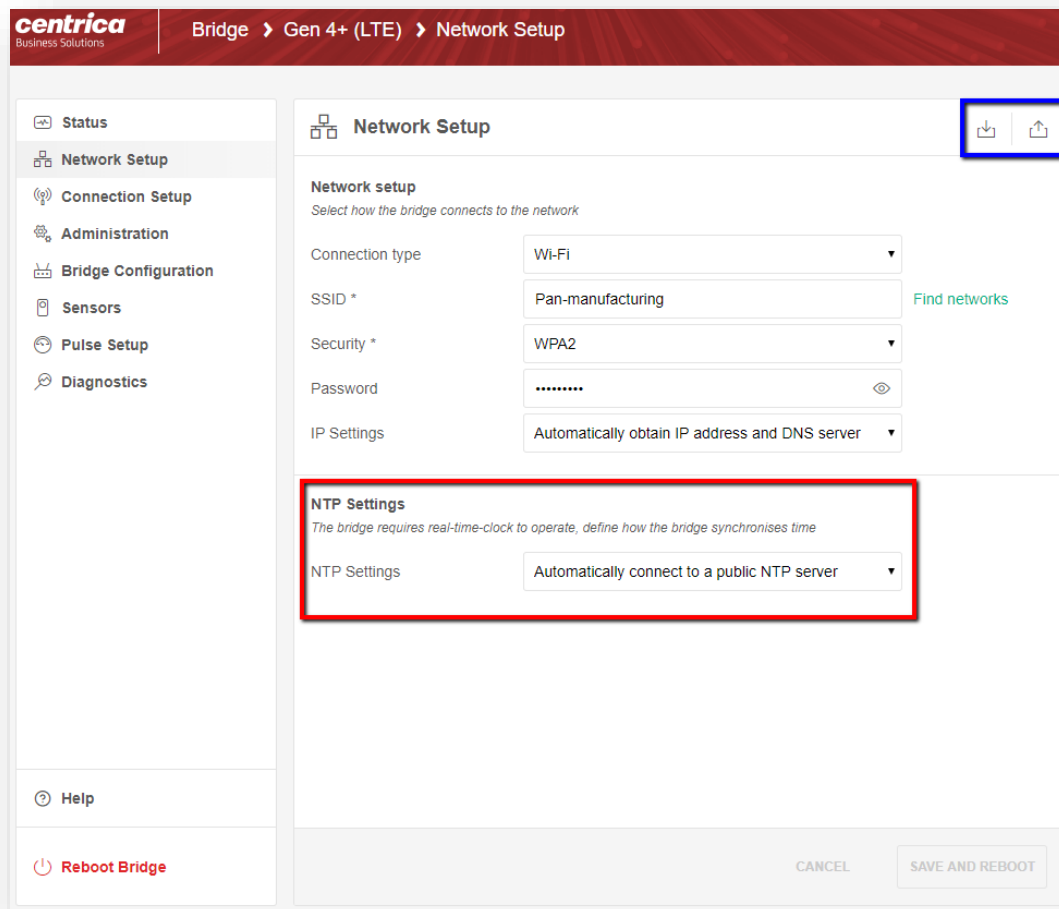 centrica
Business Solutions
Bridge > Gen 4+ (LTE) > Network Setup
Status
Network Setup
Connection Setup
Administration
Bridge Configuration
Sensors
Pulse Setup
Diagnostics
Help
Reboot Bridge
Network Setup
Network setup
Select how the bridge connects to the network
Connection type Wi-Fi
SSID * Pan-manufacturing Find networks
Security * WPA2
Password •••••••••
IP Settings Automatically obtain IP address and DNS server
NTP Settings
The bridge requires real-time-clock to operate, define how the bridge synchronises time
NTP Settings Automatically connect to a public NTP server
CANCEL SAVE AND REBOOT